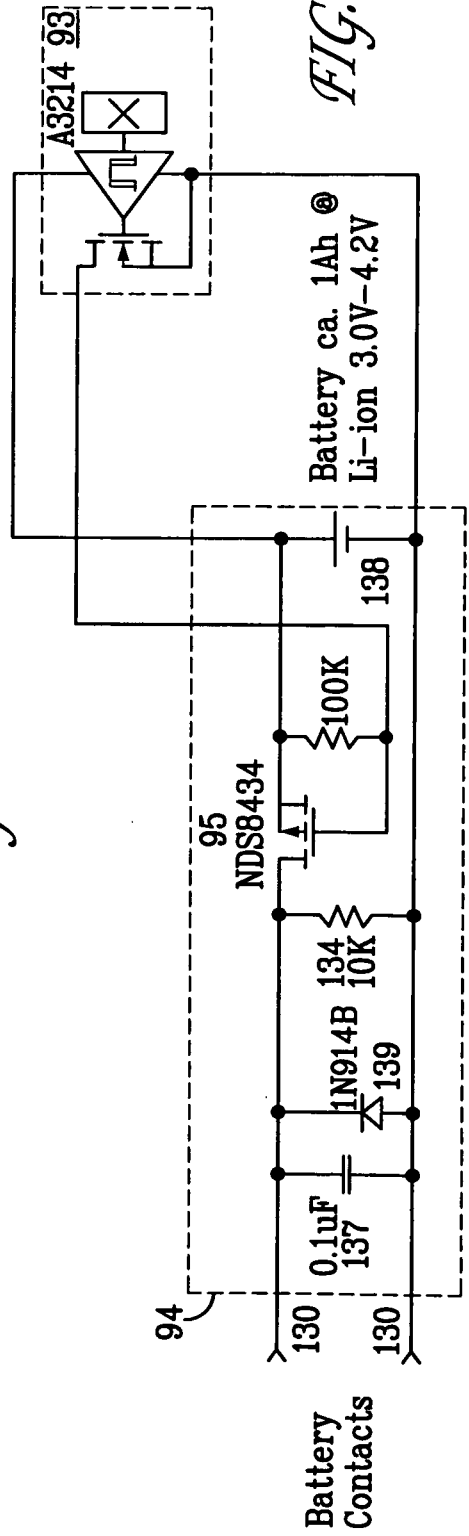 A3214 93
FIG.
Battery ca. 1Ah @
Li-ion 3.0V-4.2V
138
100K
95
NDS8434
134
10K
1N914B
139
0.1uF
137
94
130
130
Battery
Contacts